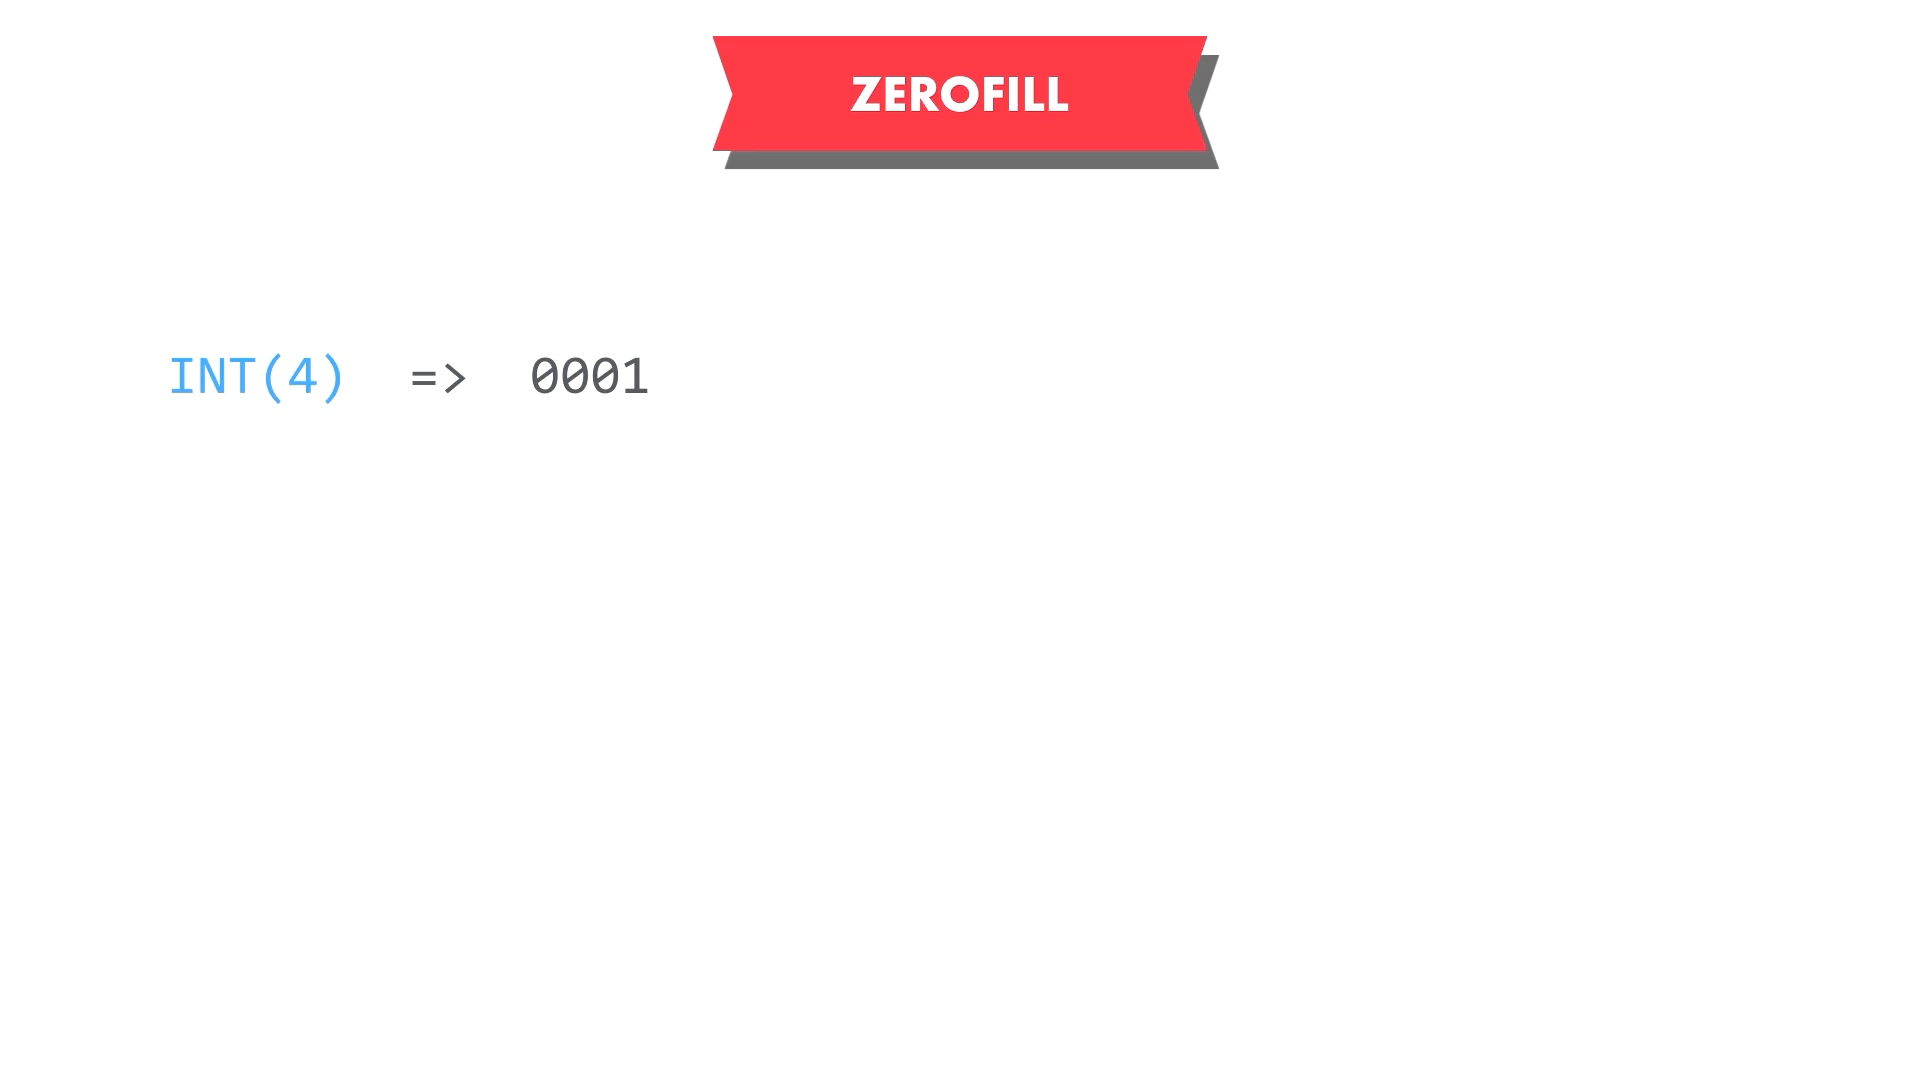 ZEROFILL
INT(4) => 0001